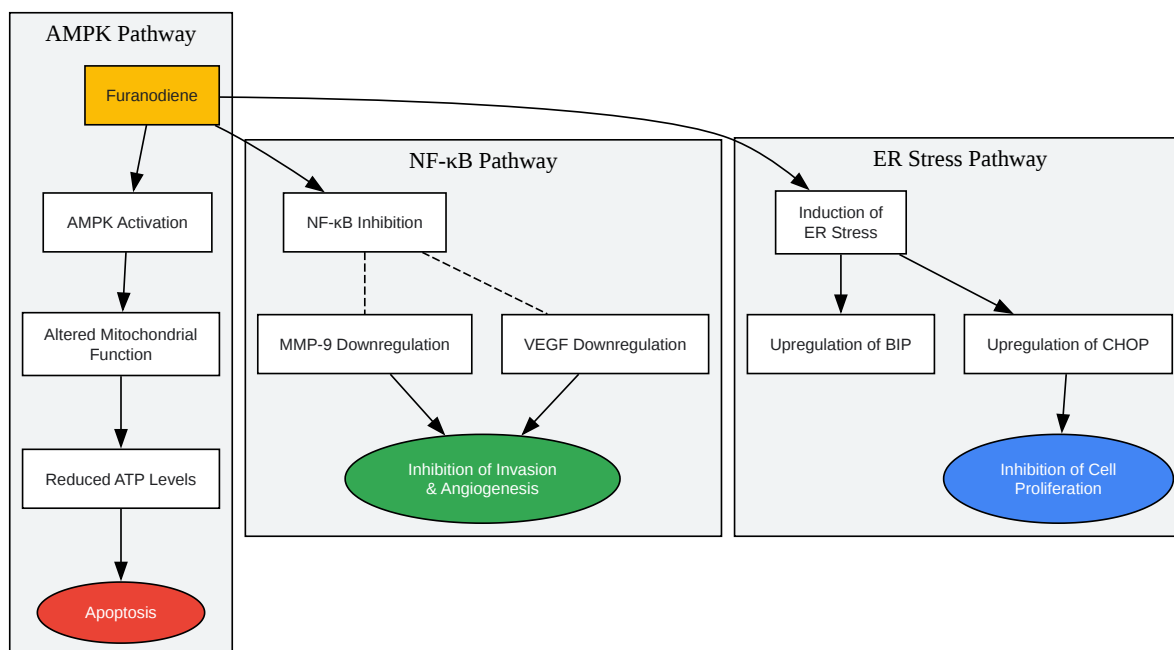 AMPK Pathway
Furanodiene
AMPK Activation
Altered Mitochondrial
Function
Reduced ATP Levels
Apoptosis
NF-κB Pathway
NF-κB Inhibition
MMP-9 Downregulation
VEGF Downregulation
Inhibition of Invasion
& Angiogenesis
ER Stress Pathway
Induction of
ER Stress
Upregulation of BIP
Upregulation of CHOP
Inhibition of Cell
Proliferation